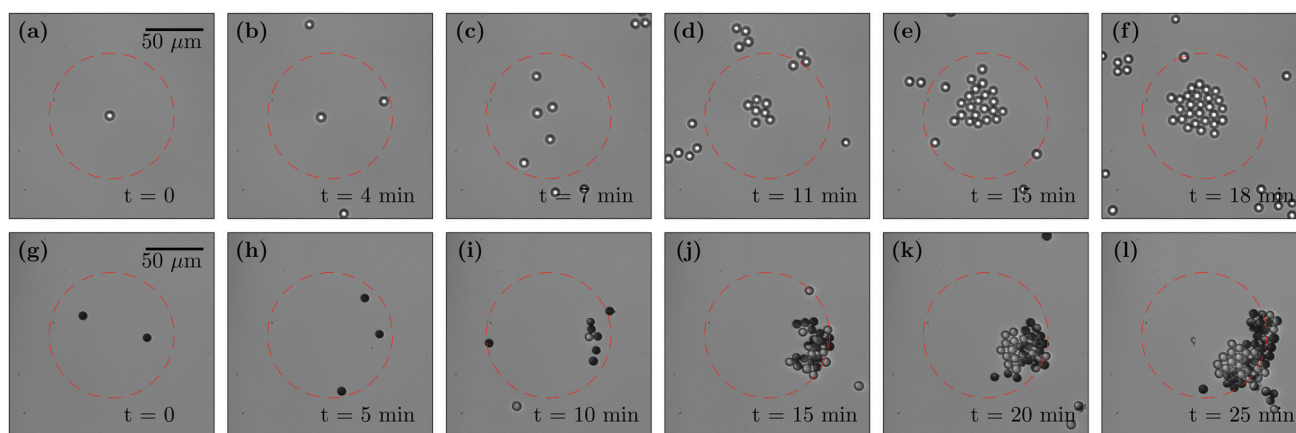 (a) 50 μm t = 0
(b) t = 4 min
(c) t = 7 min
(d) t = 11 min
(e) t = 15 min
(f) t = 18 min
(g) 50 μm t = 0
(h) t = 5 min
(i) t = 10 min
(j) t = 15 min
(k) t = 20 min
(l) t = 25 min